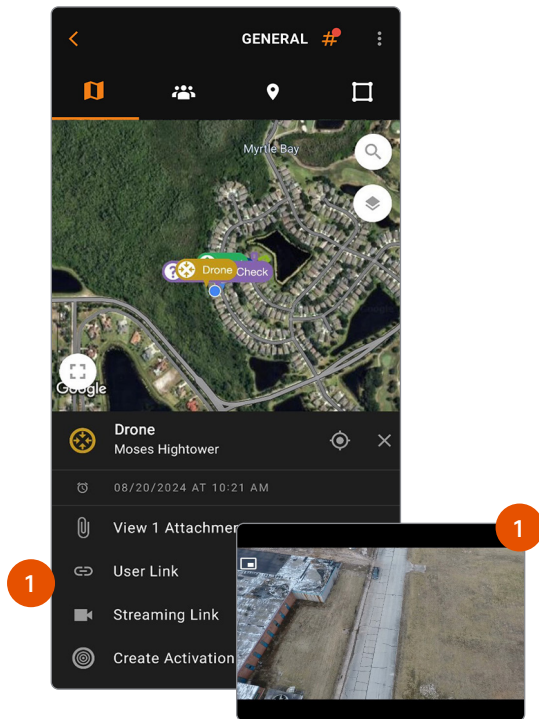 GENERAL #
Myrtle Bay
? Drone Check
Google
Drone
Moses Hightower
08/20/2024 AT 10:21 AM
View 1 Attachmen
1
User Link
1
Streaming Link
Create Activation